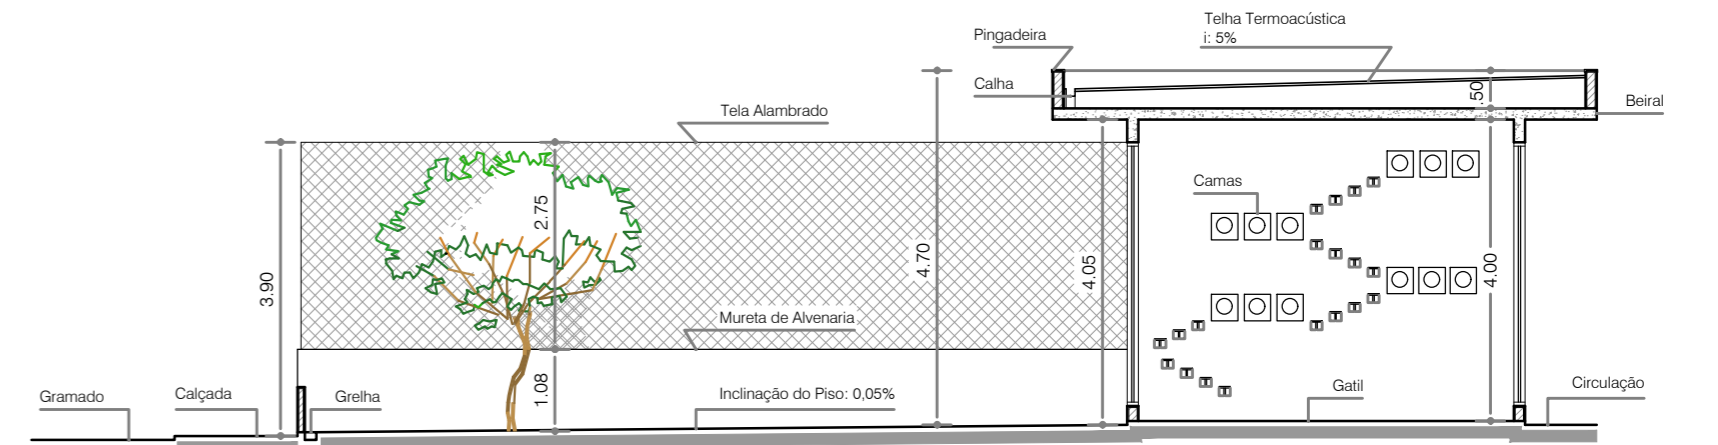 Telha Termoacústica
i: 5%
Pingadeira
Calha
.50
Beiral
Tela Alambrado
Camas
2.75
3.90
4.70
4.05
4.00
Mureta de Alvenaria
1.08
Gramado
Calçada
Grelha
Inclinação do Piso: 0,05%
Gatil
Circulação